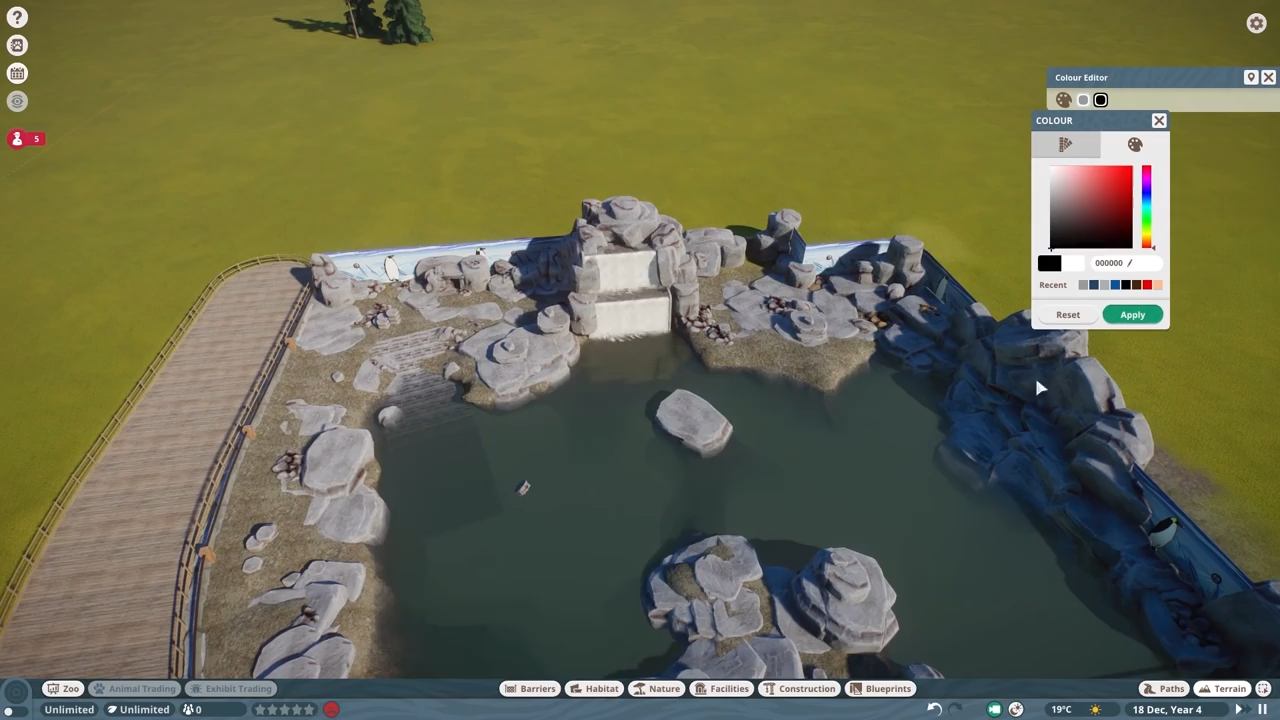 ?
5
Colour Editor
COLOUR
000000 /
Recent
Reset
Apply
Zoo
Animal Trading
Exhibit Trading
Barriers
Habitat
Nature
Facilities
Construction
Blueprints
Paths
Terrain
Unlimited
Unlimited
0
19°C
18 Dec, Year 4